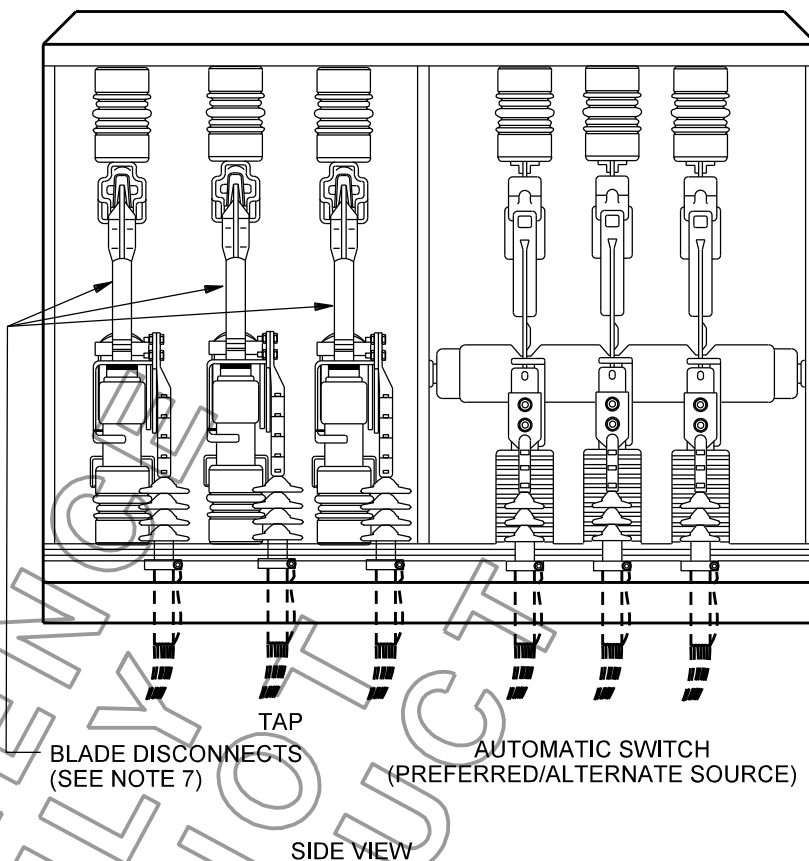 TAP
BLADE DISCONNECTS
(SEE NOTE 7)
AUTOMATIC SWITCH
(PREFERRED/ALTERNATE SOURCE)
SIDE VIEW